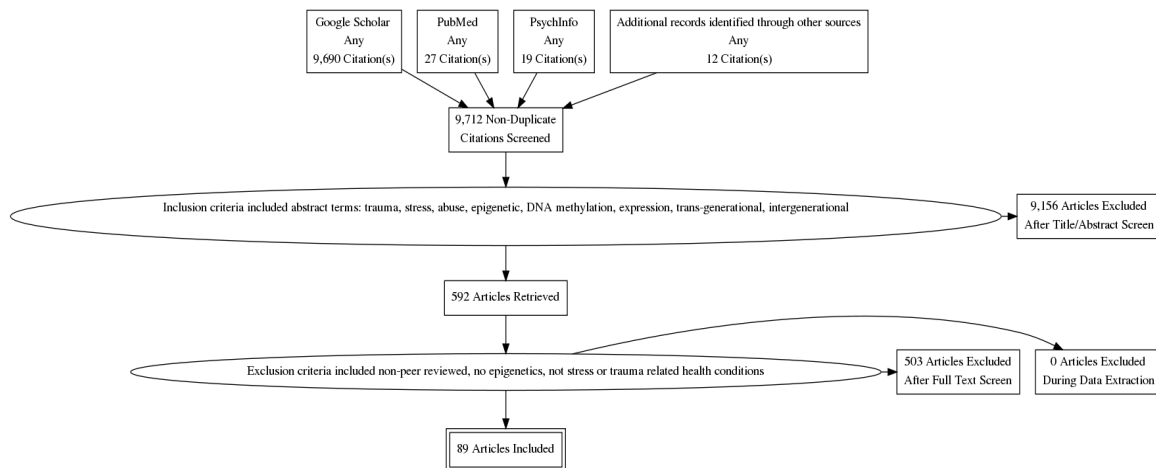 Google Scholar
Any
9,690 Citation(s)
PubMed
Any
27 Citation(s)
PsychInfo
Any
19 Citation(s)
Additional records identified through other sources
Any
12 Citation(s)
9,712 Non-Duplicate
Citations Screened
Inclusion criteria included abstract terms: trauma, stress, abuse, epigenetic, DNA methylation, expression, trans-generational, intergenerational
9,156 Articles Excluded
After Title/Abstract Screen
592 Articles Retrieved
Exclusion criteria included non-peer reviewed, no epigenetics, not stress or trauma related health conditions
503 Articles Excluded
After Full Text Screen
0 Articles Excluded
During Data Extraction
89 Articles Included